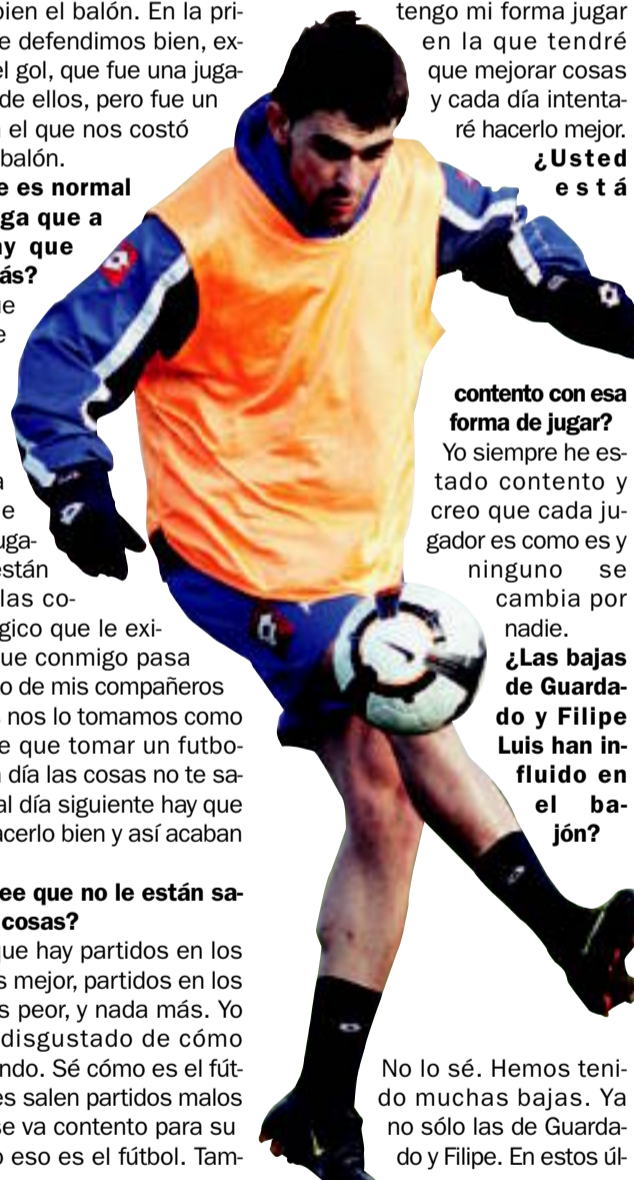 bien el balón. En la pri-
e defendimos bien, ex-
el gol, que fue una juga-
de ellos, pero fue un
el que nos costó
balón.
e es normal
ga que a
y que
ás?
ue
e
a
e
uga-
están
las co-
gico que le exi-
ue conmigo pasa
o de mis compañeros
nos lo tomamos como
e que tomar un futbo-
día las cosas no te sa-
al día siguiente hay que
acerlo bien y así acaban
ee que no le están sa-
cosas?
que hay partidos en los
s mejor, partidos en los
s peor, y nada más. Yo
disgustado de cómo
ndo. Sé cómo es el fút-
es salen partidos malos
se va contento para su
o eso es el fútbol. Tam-
tengo mi forma jugar
en la que tendré
que mejorar cosas
y cada día intenta-
ré hacerlo mejor.
¿Usted
está
contento con esa
forma de jugar?
Yo siempre he es-
tado contento y
creo que cada ju-
gador es como es y
ninguno se
cambia por
nadie.
¿Las bajas
de Guarda-
do y Filipe
Luis han in-
fluido en
el ba-
jón?
No lo sé. Hemos teni-
do muchas bajas. Ya
no sólo las de Guarda-
do y Filipe. En estos úl-